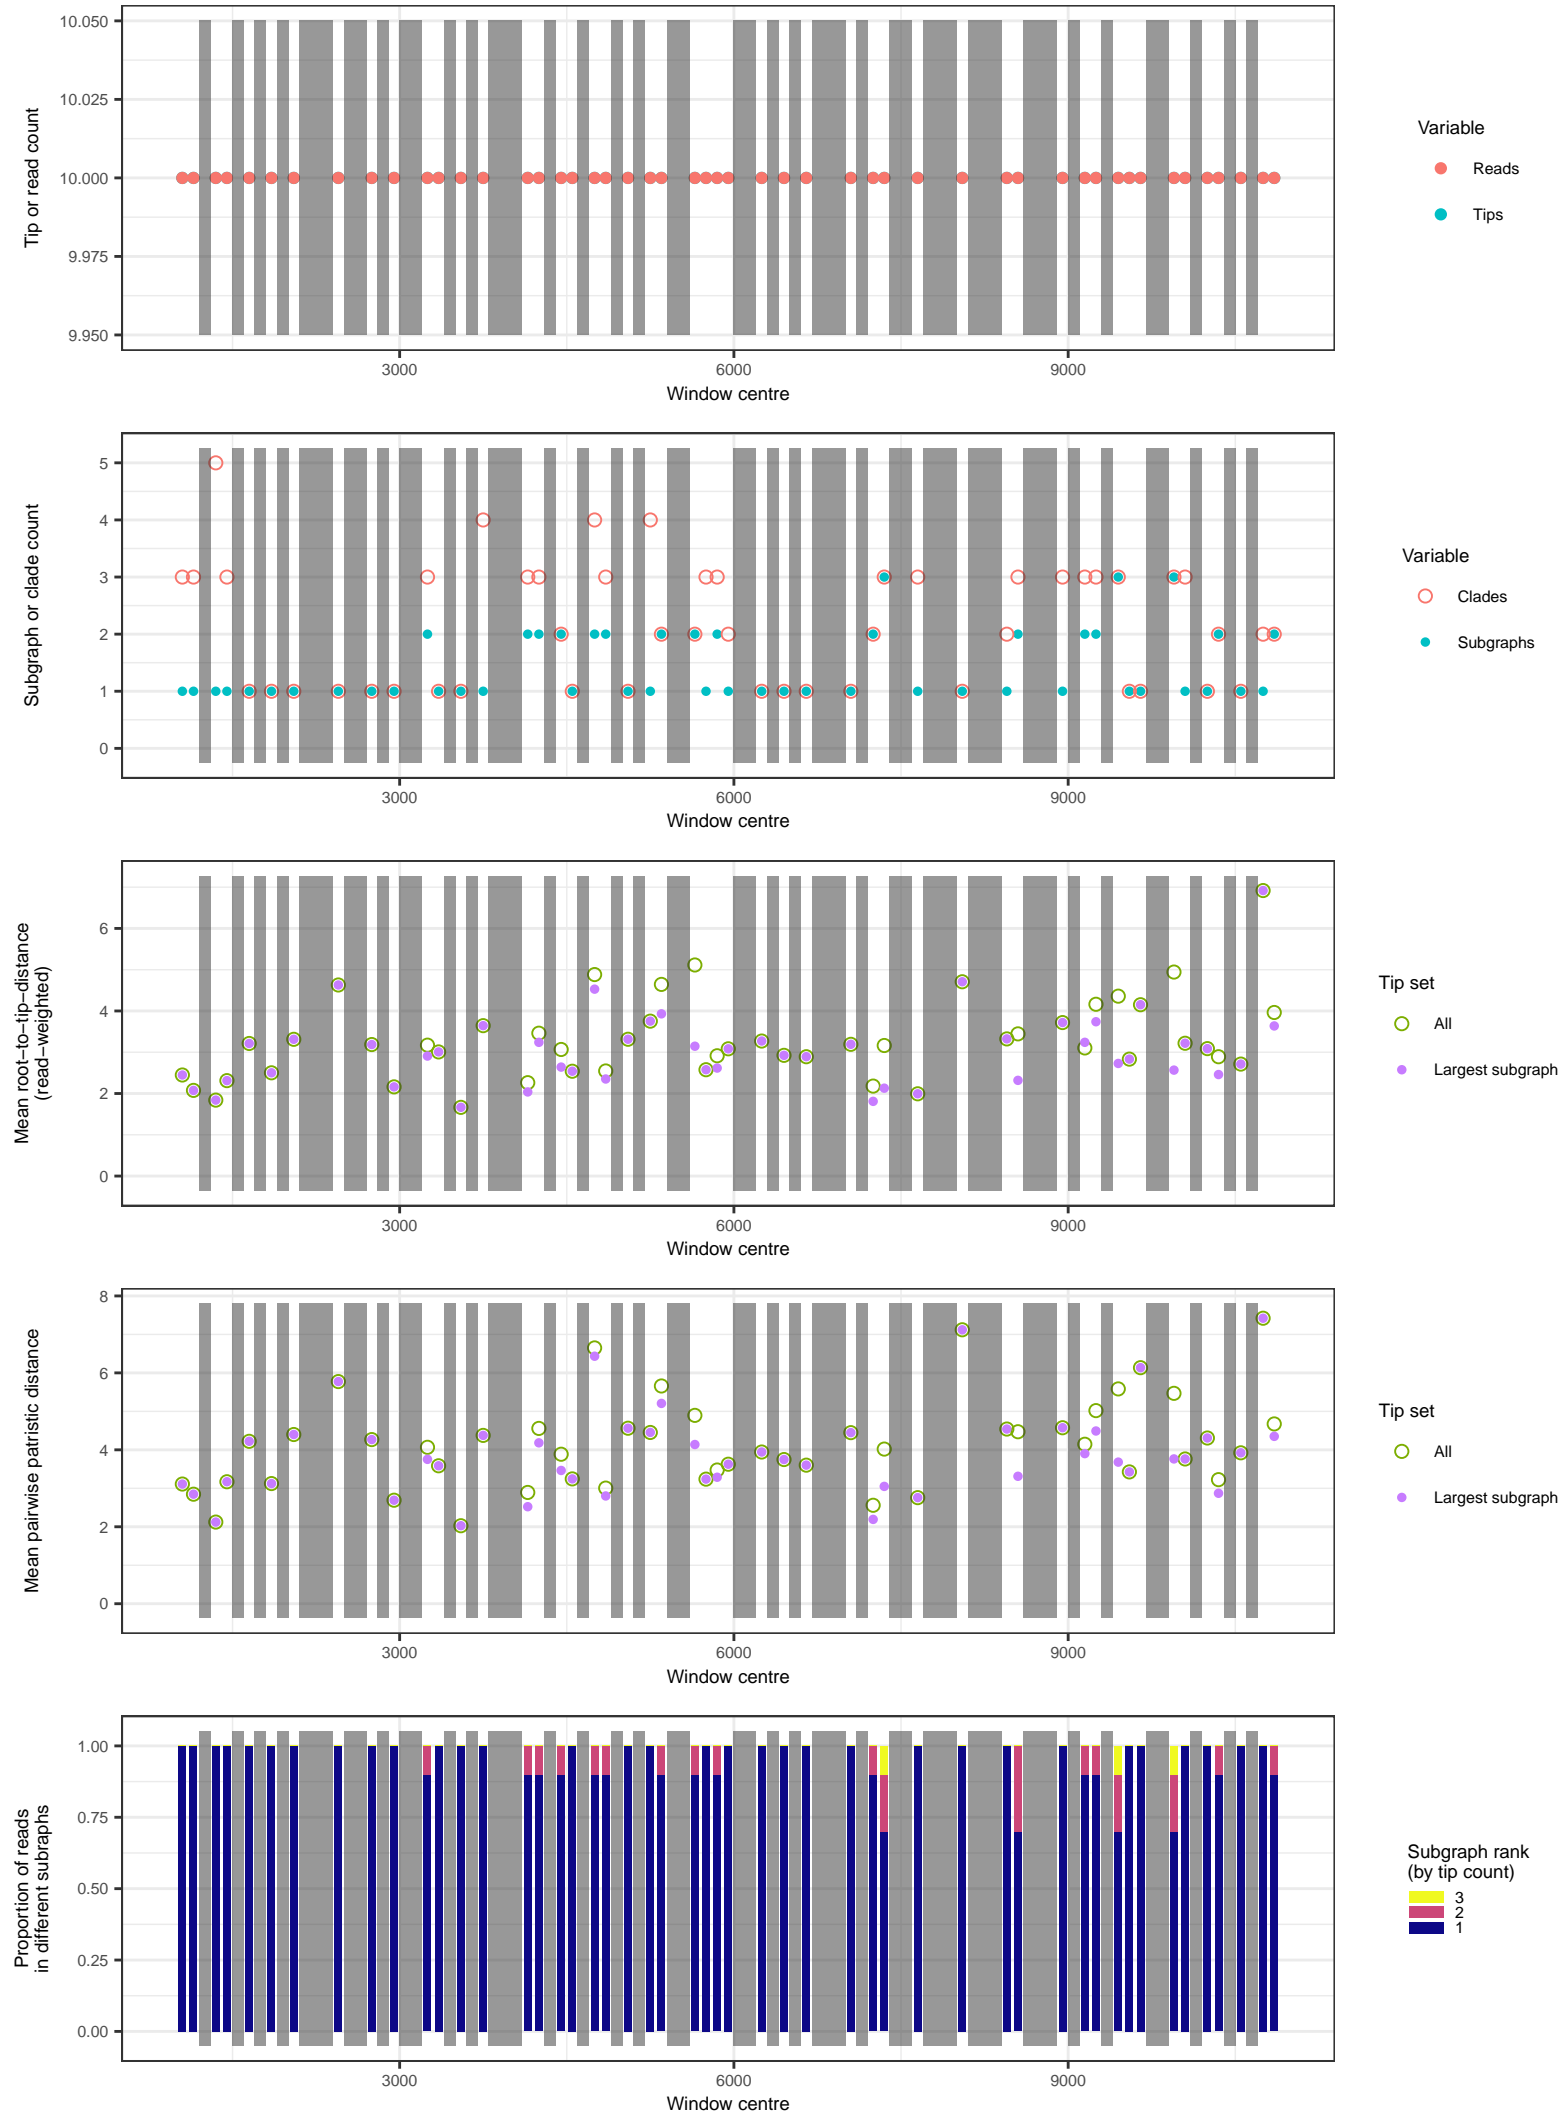 10.050
10.025
10.000
9.975
9.950
Tip or read count
3000 6000 9000
Window centre
Variable
Reads
Tips
5
4
3
2
1
0
Subgraph or clade count
3000 6000 9000
Window centre
Variable
Clades
Subgraphs
6
4
2
0
Mean root−to−tip−distance
(read−weighted)
3000 6000 9000
Window centre
Tip set
All
Largest subgraph
8
6
4
2
0
Mean pairwise patristic distance
3000 6000 9000
Window centre
Tip set
All
Largest subgraph
1.00
0.75
0.50
0.25
0.00
Proportion of reads
in different subraphs
3000 6000 9000
Window centre
Subgraph rank
(by tip count)
3
2
1